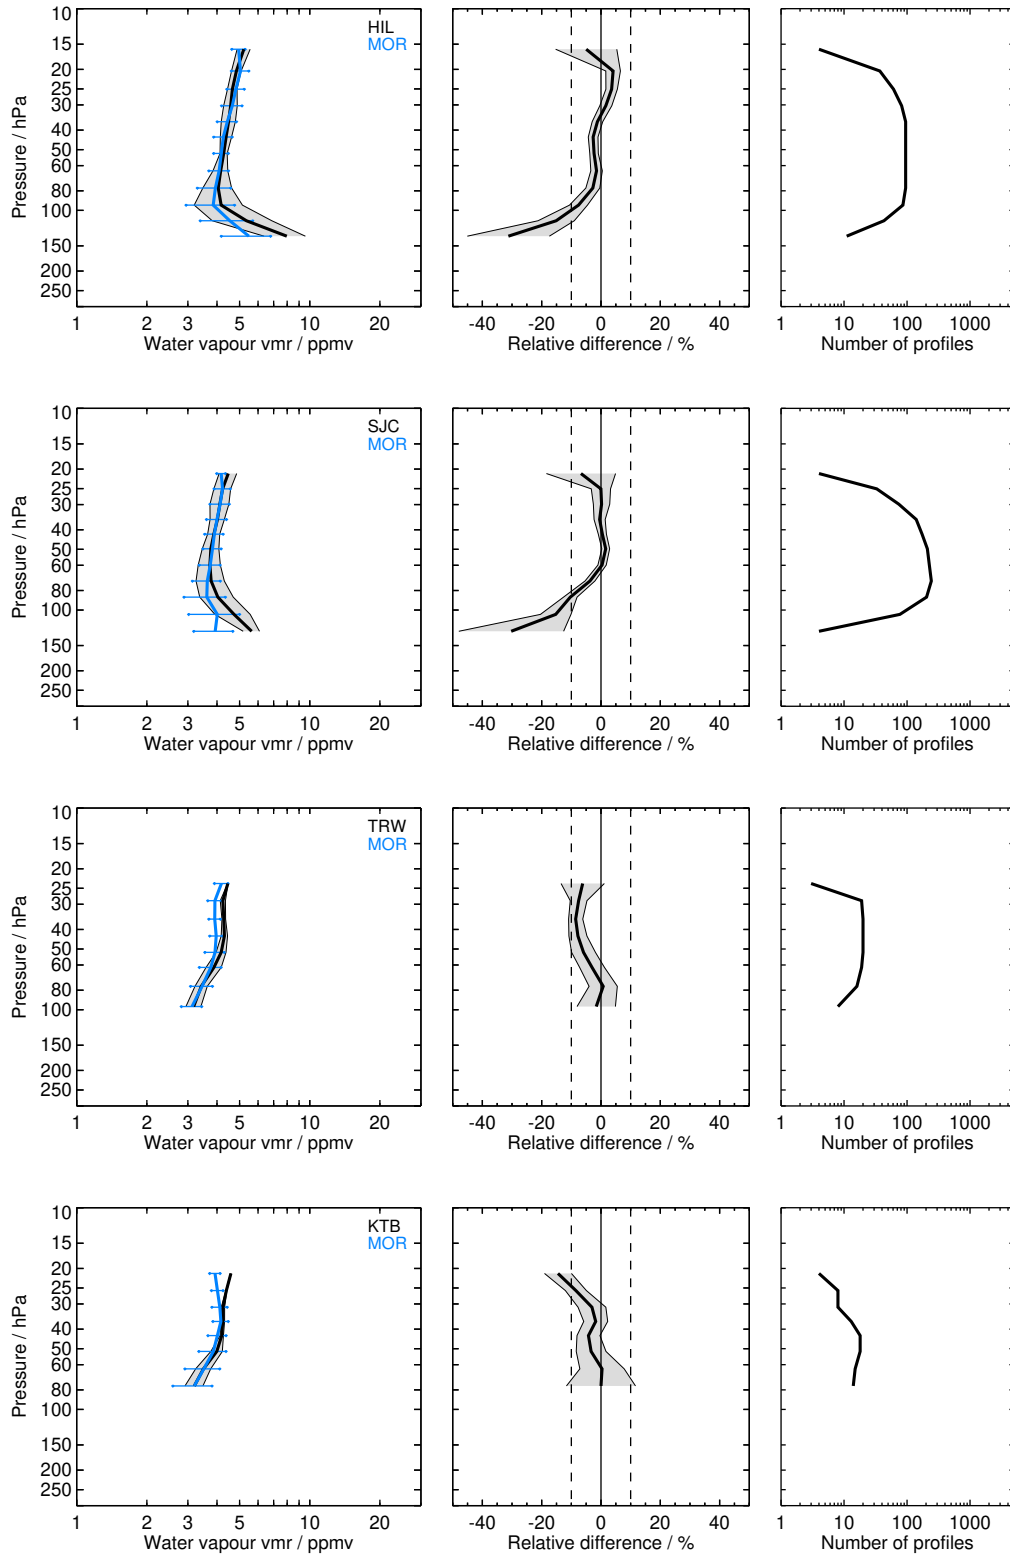 HIL
MOR
Pressure / hPa
10
15
20
25
30
40
50
60
80
100
150
200
250
1 2 3 5 10 20
Water vapour vmr / ppmv
-40 -20 0 20 40
Relative difference / %
1 10 100 1000
Number of profiles
SJC
MOR
Pressure / hPa
10
15
20
25
30
40
50
60
80
100
150
200
250
1 2 3 5 10 20
Water vapour vmr / ppmv
-40 -20 0 20 40
Relative difference / %
1 10 100 1000
Number of profiles
TRW
MOR
Pressure / hPa
10
15
20
25
30
40
50
60
80
100
150
200
250
1 2 3 5 10 20
Water vapour vmr / ppmv
-40 -20 0 20 40
Relative difference / %
1 10 100 1000
Number of profiles
KTB
MOR
Pressure / hPa
10
15
20
25
30
40
50
60
80
100
150
200
250
1 2 3 5 10 20
Water vapour vmr / ppmv
-40 -20 0 20 40
Relative difference / %
1 10 100 1000
Number of profiles